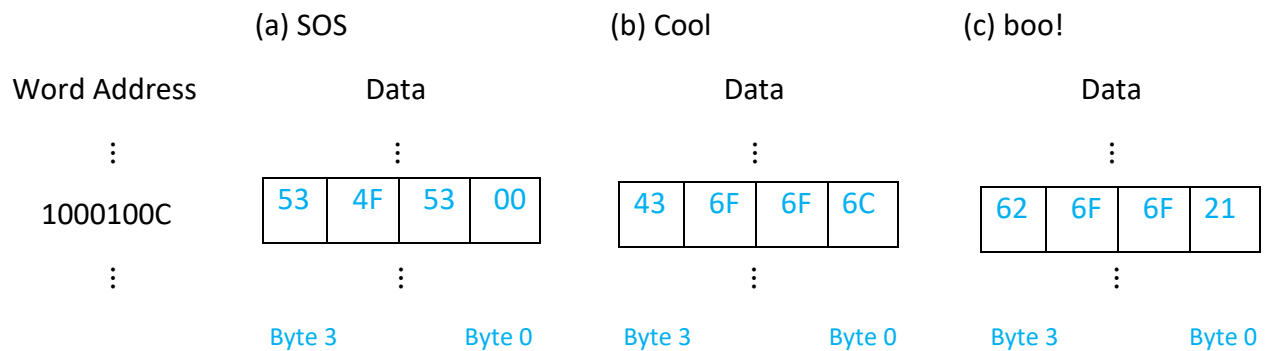 (a) SOS (b) Cool (c) boo!
Word Address Data Data Data
⋮ ⋮ ⋮ ⋮
1000100C 53 4F 53 00 43 6F 6F 6C 62 6F 6F 21
⋮ ⋮ ⋮ ⋮
Byte 3 Byte 0 Byte 3 Byte 0 Byte 3 Byte 0